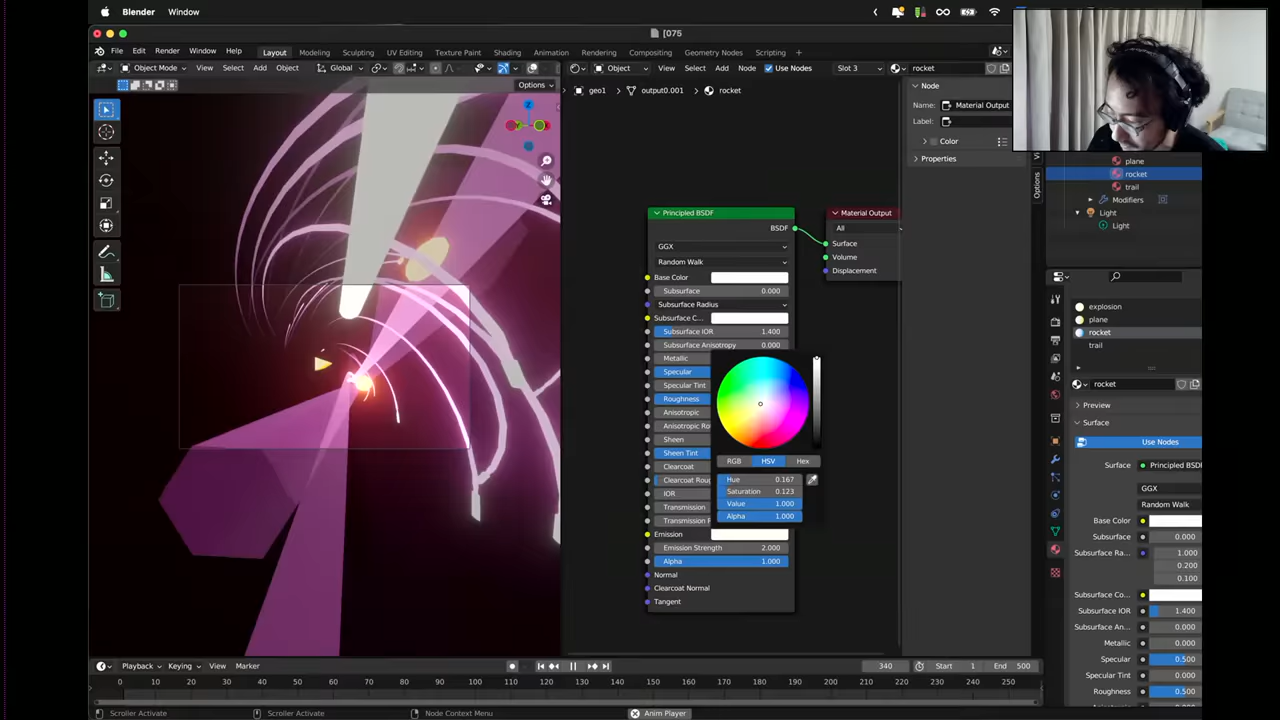 Blender Window
[075
File Edit Render Window Help Layout Modeling Sculpting UV Editing Texture Paint Shading Animation Rendering Compositing Geometry Nodes Scripting +
Object Mode View Select Add Object Global
Object View Select Add Node Use Nodes Slot 3 rocket
Options
geo1 output0.001 rocket
Node
Name: Material Output
Label:
Color
Properties
Options
plane
rocket
trail
Modifiers
Light
Light
Principled BSDF
BSDF
GGX
Random Walk
Base Color
Subsurface 0.000
Subsurface Radius
Subsurface C...
Subsurface IOR 1.400
Subsurface Anisotropy 0.000
Metallic
Specular
Specular Tint
Roughness
Anisotropic
Anisotropic Ro
Sheen
Sheen Tint
Clearcoat
Clearcoat Roug
IOR
Transmission
Transmission R
Emission
Emission Strength 2.000
Alpha 1.000
Normal
Clearcoat Normal
Tangent
Material Output
All
Surface
Volume
Displacement
RGB HSV Hex
Hue 0.167
Saturation 0.123
Value 1.000
Alpha 1.000
explosion
plane
rocket
trail
rocket
Preview
Surface
Use Nodes
Surface Principled BSDF
GGX
Random Walk
Base Color
Subsurface 0.000
Subsurface Ra... 1.000
0.200
0.100
Subsurface Co...
Subsurface IOR 1.400
Subsurface An... 0.000
Metallic 0.000
Specular 0.500
Specular Tint 0.000
Roughness 0.500
Playback Keying View Marker 340 Start 1 End 500
0 10 20 30 40 50 60 70 80 90 100 110 120 130 140 150 160 170 180 190 200 210 220 230 240 250
Scroller Activate Scroller Activate Node Context Menu Anim Player